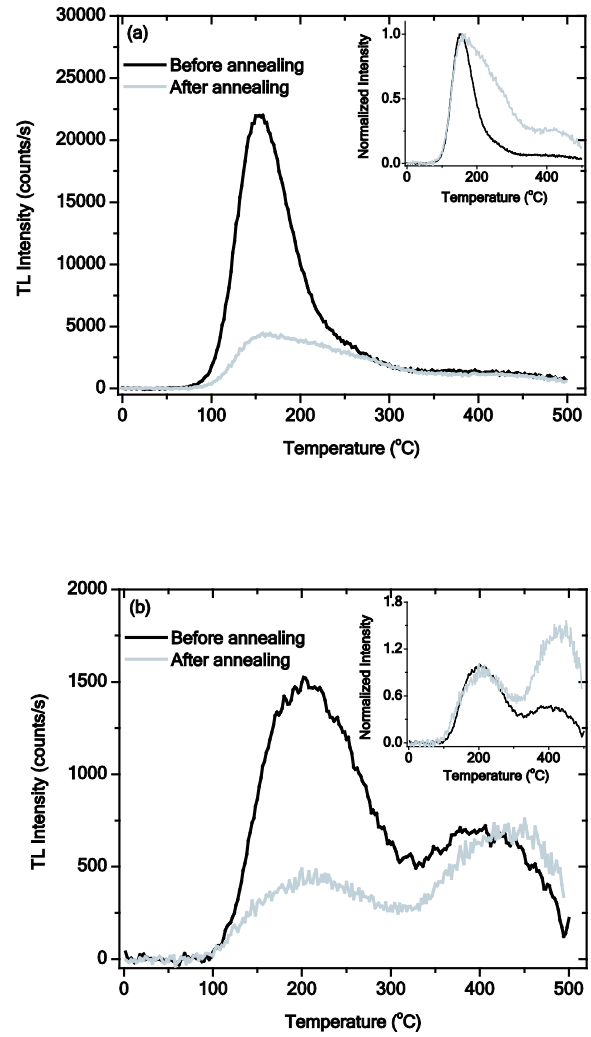 30000
(a)
25000
Before annealing
After annealing
20000
15000
10000
5000
0
TL Intensity (counts/s)
0 100 200 300 400 500
Temperature (°C)
1.0
0.5
0.0
Normalized Intensity
0 200 400
Temperature (°C)
2000
(b)
Before annealing
After annealing
1500
1000
500
0
TL Intensity (counts/s)
0 100 200 300 400 500
Temperature (°C)
1.8
1.2
0.6
0.0
Normalized Intensity
0 200 400
Temperature (°C)